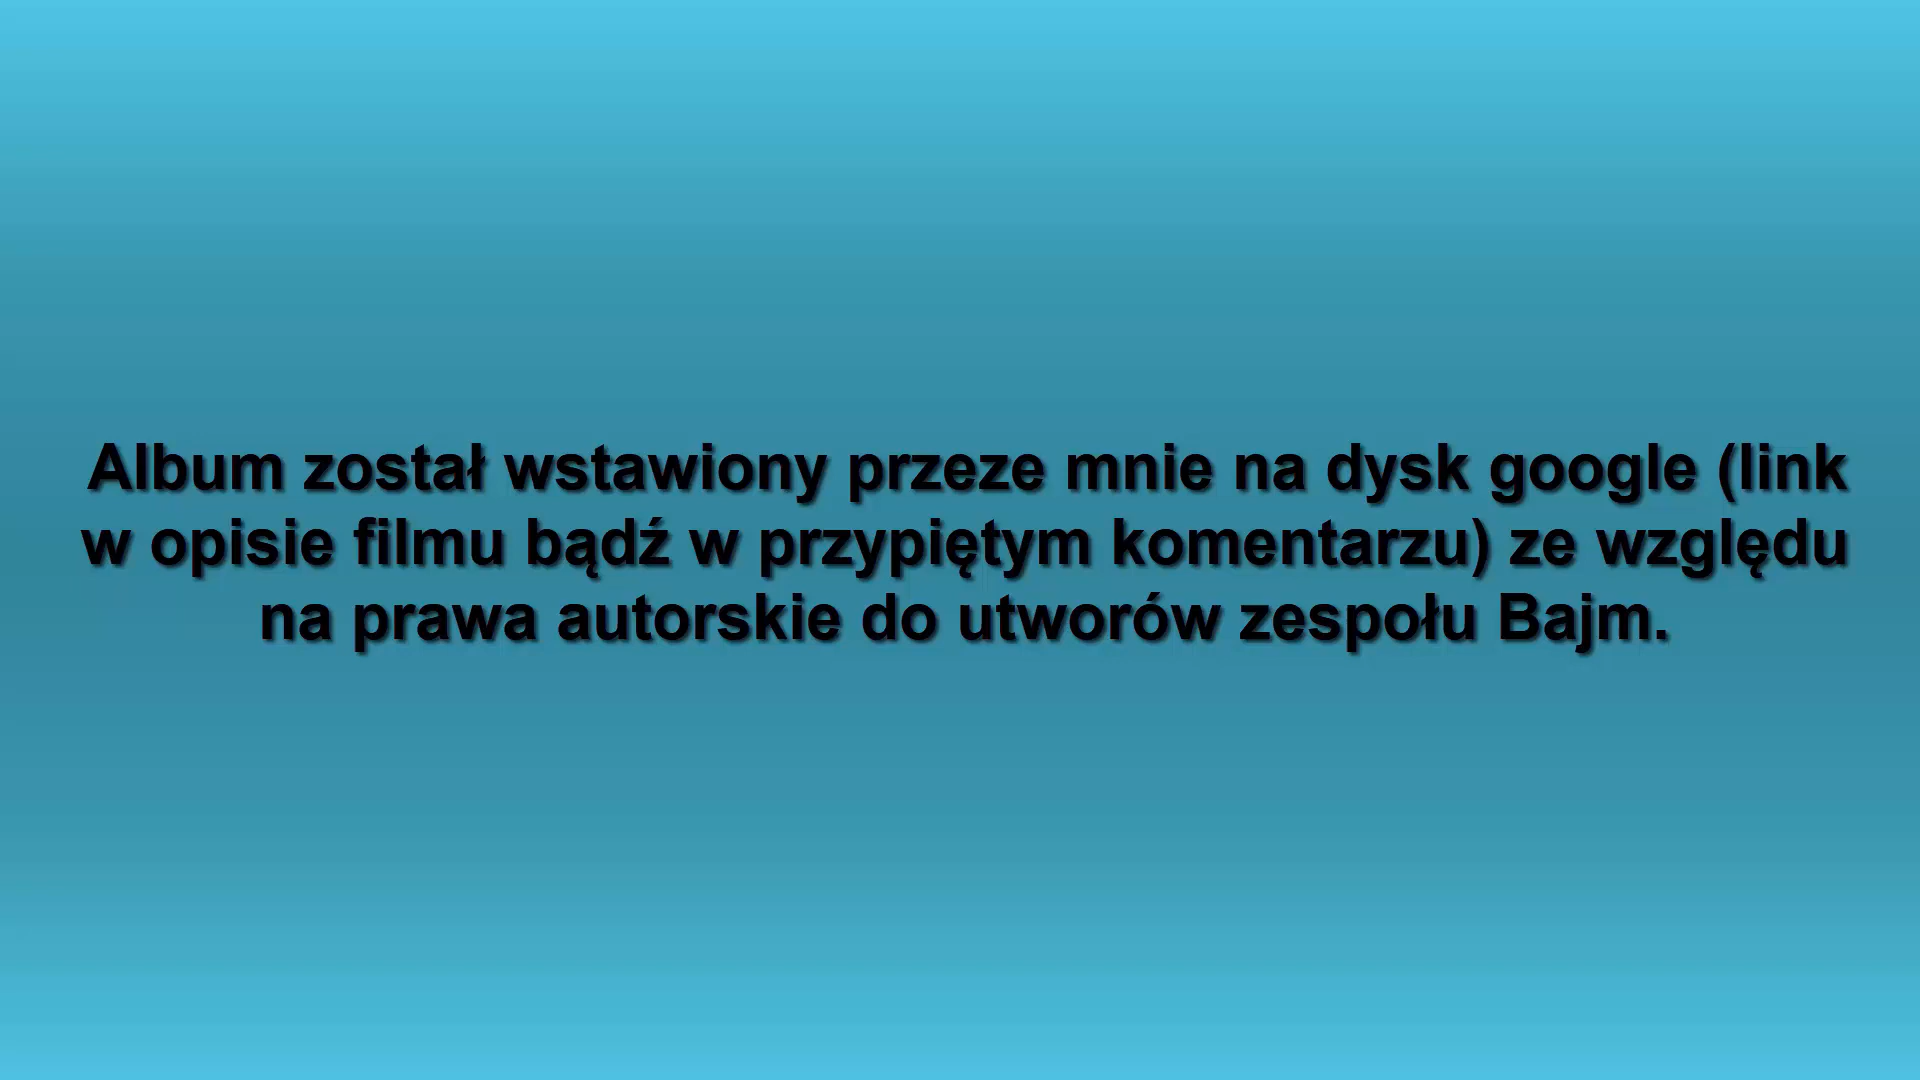 Album został wstawiony przeze mnie na dysk google (link
w opisie filmu bądź w przypiętym komentarzu) ze względu
na prawa autorskie do utworów zespołu Bajm.